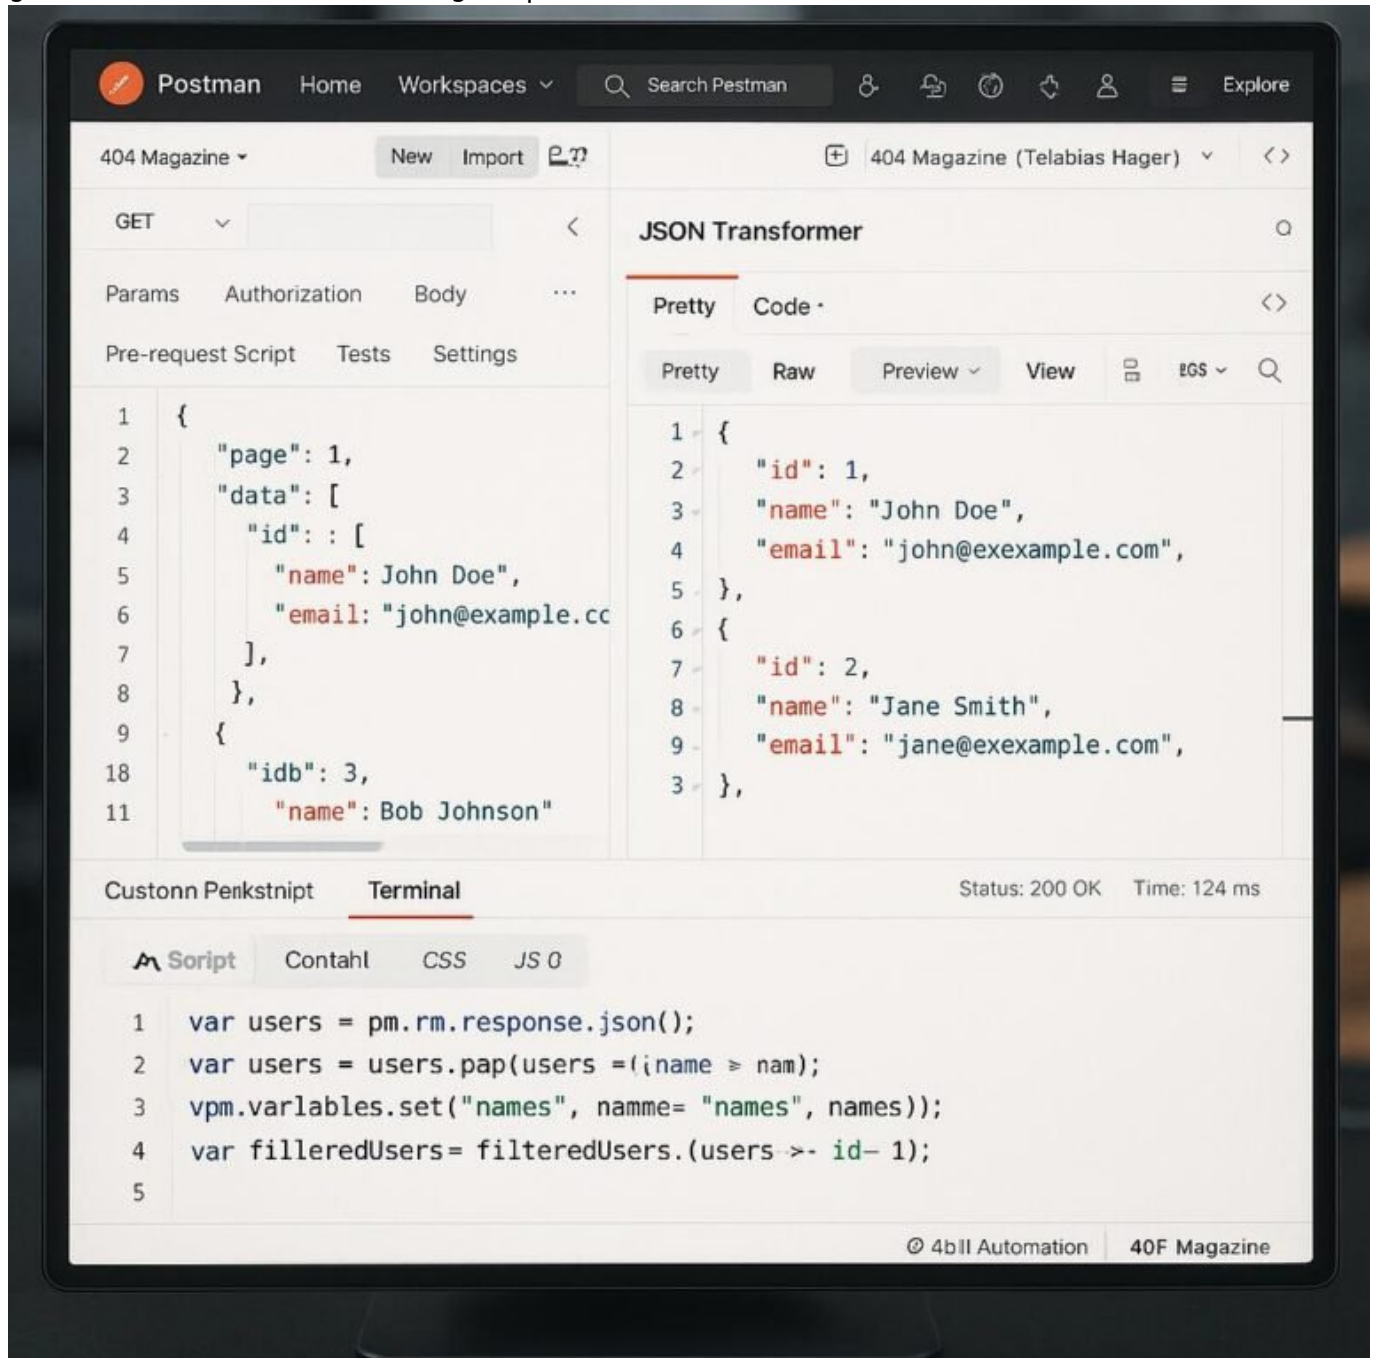 Postman Home Workspaces Search Pestman Explore
404 Magazine New Import
404 Magazine (Telabias Hager)
GET
Params Authorization Body ...
Pre-request Script Tests Settings
1 {
2 "page": 1,
3 "data": [
4 "id": : [
5 "name": John Doe",
6 "email: "john@example.cc
7 ],
8 },
9 {
18 "idb": 3,
11 "name": Bob Johnson"
JSON Transformer
Pretty Code
Pretty Raw Preview View
1 {
2 "id": 1,
3 "name": "John Doe",
4 "email": "john@exexample.com",
5 },
6 {
7 "id": 2,
8 "name": "Jane Smith",
9 "email": "jane@exexample.com",
3 },
Custonn Penkstnipt Terminal Status: 200 OK Time: 124 ms
Soript Contahl CSS JS 0
1 var users = pm.rm.response.json();
2 var users = users.pap(users =(¡name ⪢ nam);
3 vpm.varlables.set("names", namme= "names", names));
4 var filleredUsers= filteredUsers.(users >- id– 1);
5
4bll Automation 40F Magazine